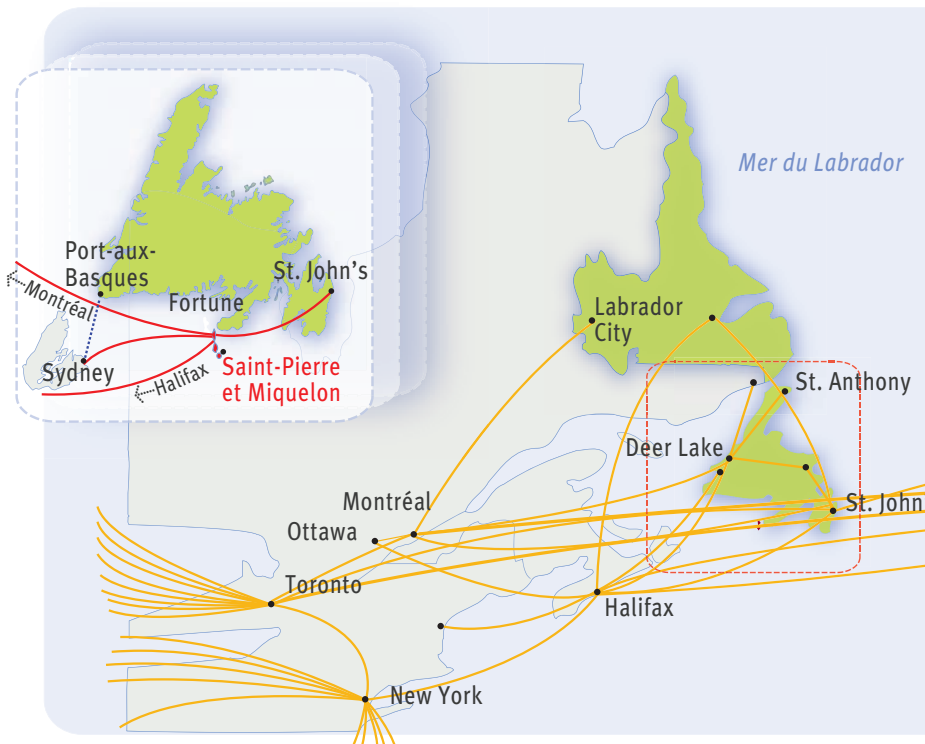 Port-aux-
Basques
Montréal
Fortune
St. John's
Sydney
Halifax
Saint-Pierre
et Miquelon
Mer du Labrador
Labrador
City
St. Anthony
Deer Lake
St. John
Montréal
Ottawa
Toronto
Halifax
New York